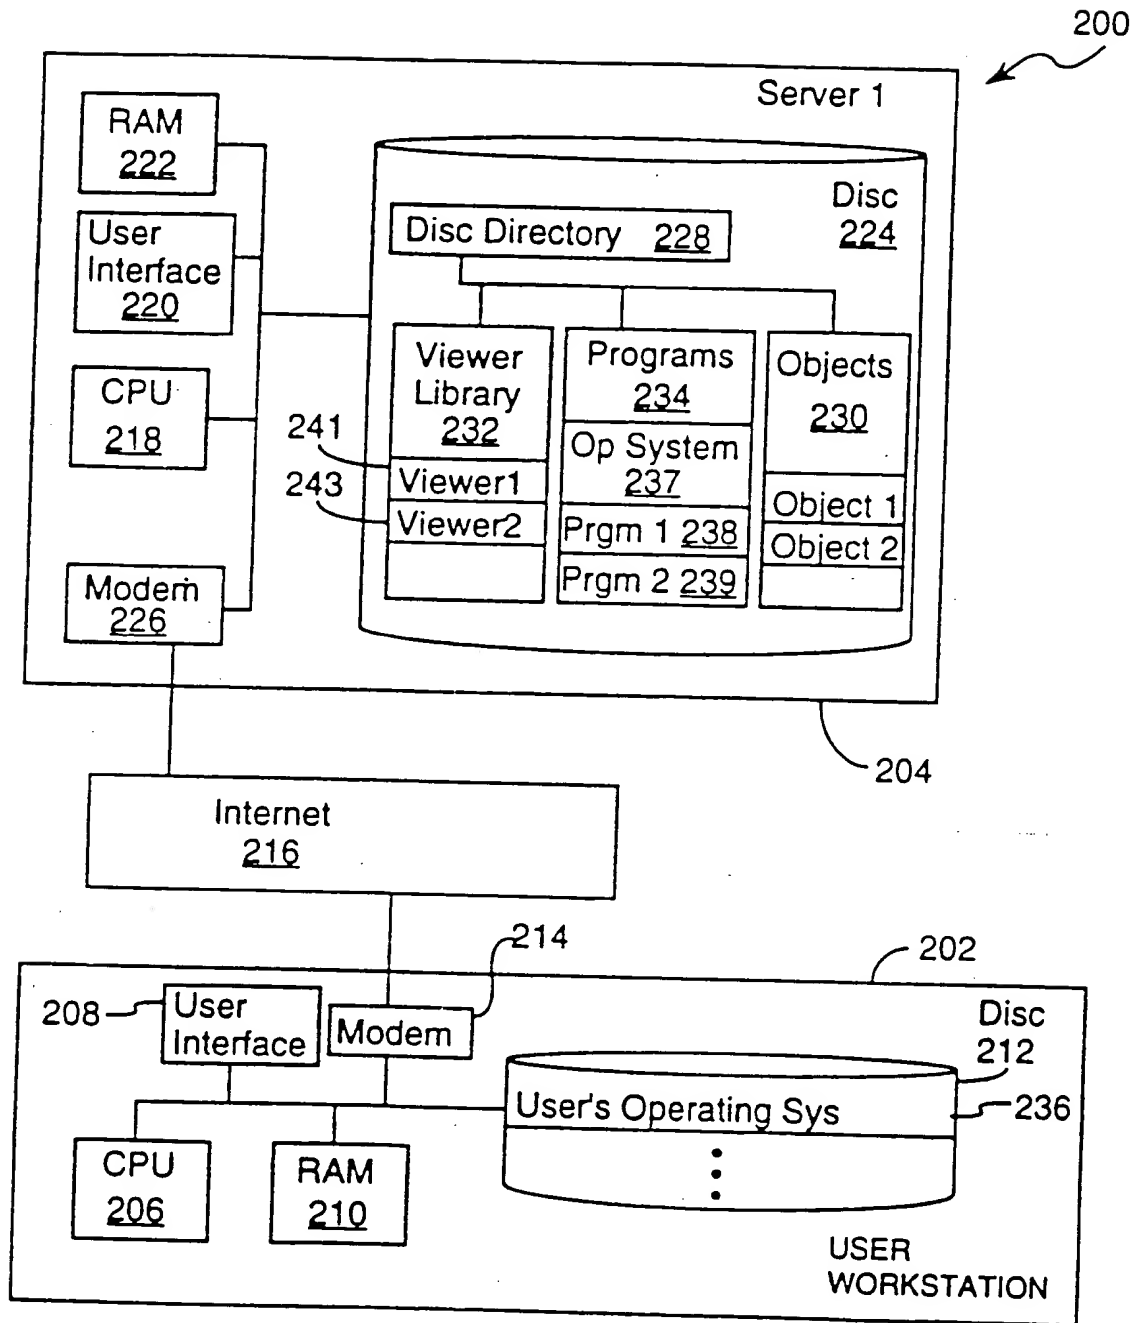 200
Server 1
RAM
222
User
Interface
220
CPU
218
Modem
226
Disc
224
Disc Directory 228
Viewer
Library
232
241
Viewer1
243
Viewer2
Programs
234
Op System
237
Prgm 1 238
Prgm 2 239
Objects
230
Object 1
Object 2
204
Internet
216
214
202
208
User
Interface
Modem
Disc
212
User's Operating Sys
236
CPU
206
RAM
210
USER
WORKSTATION